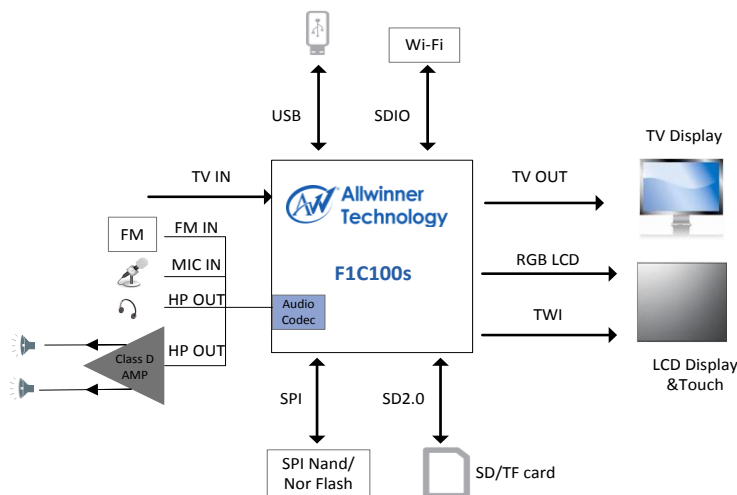 Wi-Fi
USB
SDIO
TV Display
TV IN
Allwinner
Technology
TV OUT
FM
FM IN
MIC IN
F1C100s
RGB LCD
HP OUT
Audio
Codec
TWI
HP OUT
Class D
AMP
LCD Display
&Touch
SPI
SD2.0
SPI Nand/
Nor Flash
SD/TF card